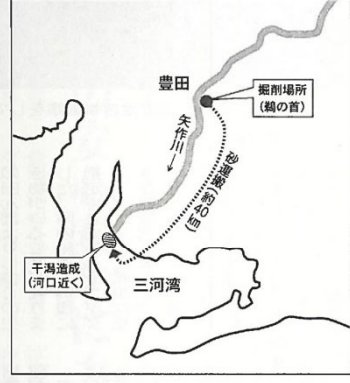 豊田
掘削場所
(鵜の首)
矢作川→
砂運搬(約40km)
干潟造成
(河口近く)
三河湾